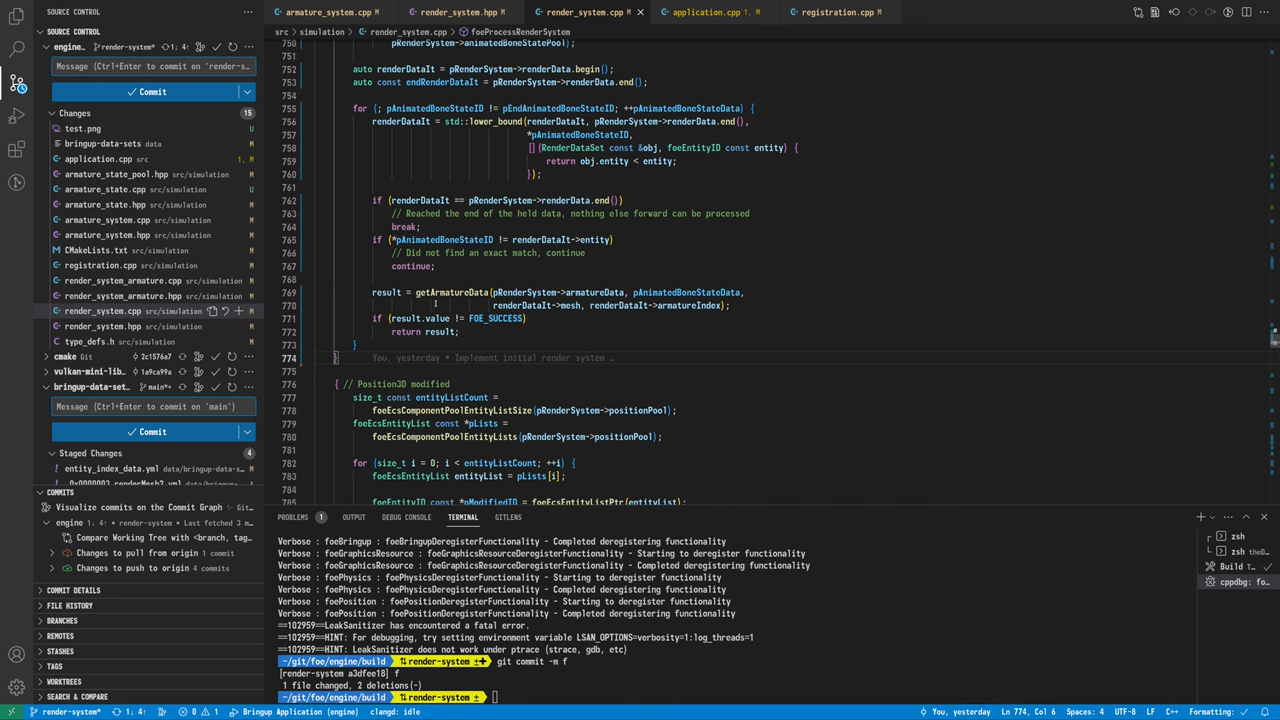 SOURCE CONTROL ···
SOURCE CONTROL
engine... render-system* 1↓ 4↑
Message (Ctrl+Enter to commit on 'render-s...
Commit
Changes 15
test.png U
bringup-data-sets data M
application.cpp src 1, M
armature_state_pool.hpp src/simulation M
armature_state.cpp src/simulation U
armature_state.hpp src/simulation M
armature_system.cpp src/simulation M
armature_system.hpp src/simulation M
CMakeLists.txt src/simulation M
registration.cpp src/simulation M
render_system_armature.cpp src/simulation M
render_system_armature.hpp src/simulation M
render_system.cpp src/simulation M
render_system.hpp src/simulation M
type_defs.h src/simulation M
cmake Git 2c1576a7
vulkan-mini-lib... 1a9ca99a
bringup-data-set... main*+
Message (Ctrl+Enter to commit on "main")
Commit
Staged Changes 4
entity_index_data.yml data/bringup-data-s...
COMMITS
Visualize commits on the Commit Graph Git...
engine 1↓ 4↑ • render-system • Last fetched 3 m...
Compare Working Tree with <branch, tag...
Changes to pull from origin 1 commit
Changes to push to origin 4 commits
COMMIT DETAILS
FILE HISTORY
BRANCHES
REMOTES
STASHES
TAGS
WORKTREES
SEARCH & COMPARE
armature_system.cpp M render_system.hpp M render_system.cpp M × application.cpp 1, M registration.cpp M
src > simulation > render_system.cpp > foeProcessRenderSystem
750 pRenderSystem->animatedBoneStatePool);
751
752 auto renderDataIt = pRenderSystem->renderData.begin();
753 auto const endRenderDataIt = pRenderSystem->renderData.end();
754
755 for (; pAnimatedBoneStateID != pEndAnimatedBoneStateID; ++pAnimatedBoneStateData) {
756 renderDataIt = std::lower_bound(renderDataIt, pRenderSystem->renderData.end(),
757 *pAnimatedBoneStateID,
758 [](RenderDataSet const &obj, foeEntityID const entity) {
759 return obj.entity < entity;
760 });
761
762 if (renderDataIt == pRenderSystem->renderData.end())
763 // Reached the end of the held data, nothing else forward can be processed
764 break;
765 if (*pAnimatedBoneStateID != renderDataIt->entity)
766 // Did not find an exact match, continue
767 continue;
768
769 result = getArmatureData(pRenderSystem->armatureData, pAnimatedBoneStateData,
770 renderDataIt->mesh, renderDataIt->armatureIndex);
771 if (result.value != FOE_SUCCESS)
772 return result;
773 }
774 } You, yesterday • Implement initial render system …
775
776 { // Position3D modified
777 size_t const entityListCount =
778 foeEcsComponentPoolEntityListSize(pRenderSystem->positionPool);
779 foeEcsEntityList const *pLists =
780 foeEcsComponentPoolEntityLists(pRenderSystem->positionPool);
781
782 for (size_t i = 0; i < entityListCount; ++i) {
783 foeEcsEntityList entityList = pLists[i];
784
785 foeEntityID const *pModifiedID = foeEcsEntityListPtr(entityList);
PROBLEMS 1 OUTPUT DEBUG CONSOLE TERMINAL GITLENS
Verbose : foeBringup : foeBringupDeregisterFunctionality - Completed deregistering functionality
Verbose : foeGraphicsResource : foeGraphicsResourceDeregisterFunctionality - Starting to deregister functionality
Verbose : foeGraphicsResource : foeGraphicsResourceDeregisterFunctionality - Completed deregistering functionality
Verbose : foePhysics : foePhysicsDeregisterFunctionality - Starting to deregister functionality
Verbose : foePhysics : foePhysicsDeregisterFunctionality - Completed deregistering functionality
Verbose : foePosition : foePositionDeregisterFunctionality - Starting to deregister functionality
Verbose : foePosition : foePositionDeregisterFunctionality - Completed deregistering functionality
==102959==LeakSanitizer has encountered a fatal error.
==102959==HINT: For debugging, try setting environment variable LSAN_OPTIONS=verbosity=1:log_threads=1
==102959==HINT: LeakSanitizer does not work under ptrace (strace, gdb, etc)
~/git/foe/engine/build render-system ±✚ git commit -m f
[render-system a3dfee18] f
1 file changed, 2 deletions(-)
~/git/foe/engine/build render-system ±
zsh
zsh theD...
Build T...
cppdbg: fo...
render-system* 1↓ 4↑ 0 1 Bringup Application (engine) clangd: idle You, yesterday Ln 774, Col 6 Spaces: 4 UTF-8 LF C++ Formatting: ✓